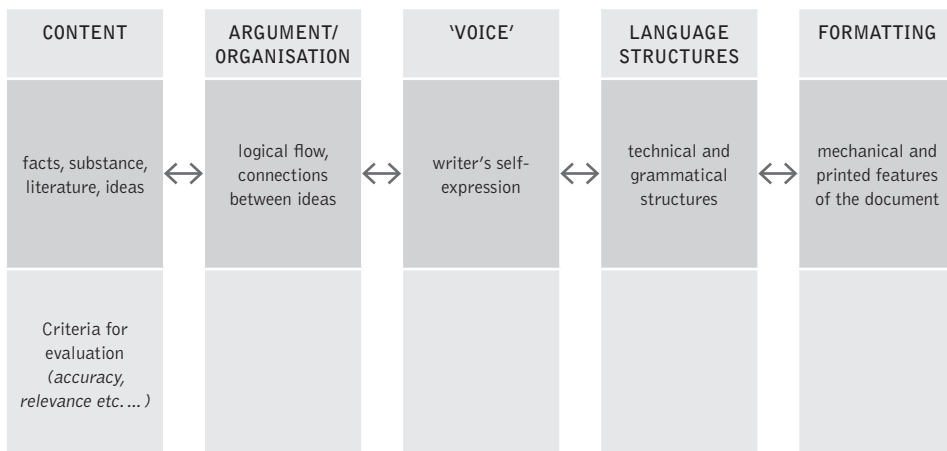 CONTENT
ARGUMENT/
ORGANISATION
‘VOICE’
LANGUAGE
STRUCTURES
FORMATTING
facts, substance,
literature, ideas
logical flow,
connections
between ideas
writer’s self-
expression
technical and
grammatical
structures
mechanical and
printed features
of the document
Criteria for
evaluation
(accuracy,
relevance etc. ... )